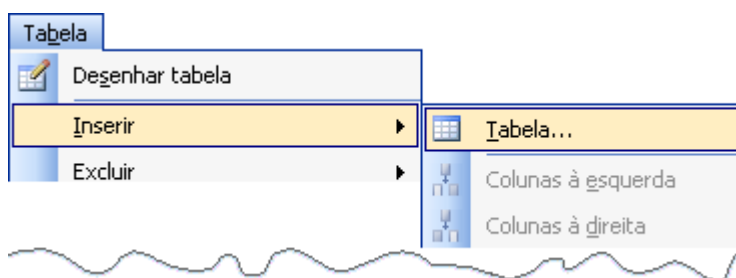 Tabela
Desenhar tabela
Inserir
Tabela...
Excluir
Colunas à esquerda
Colunas à direita